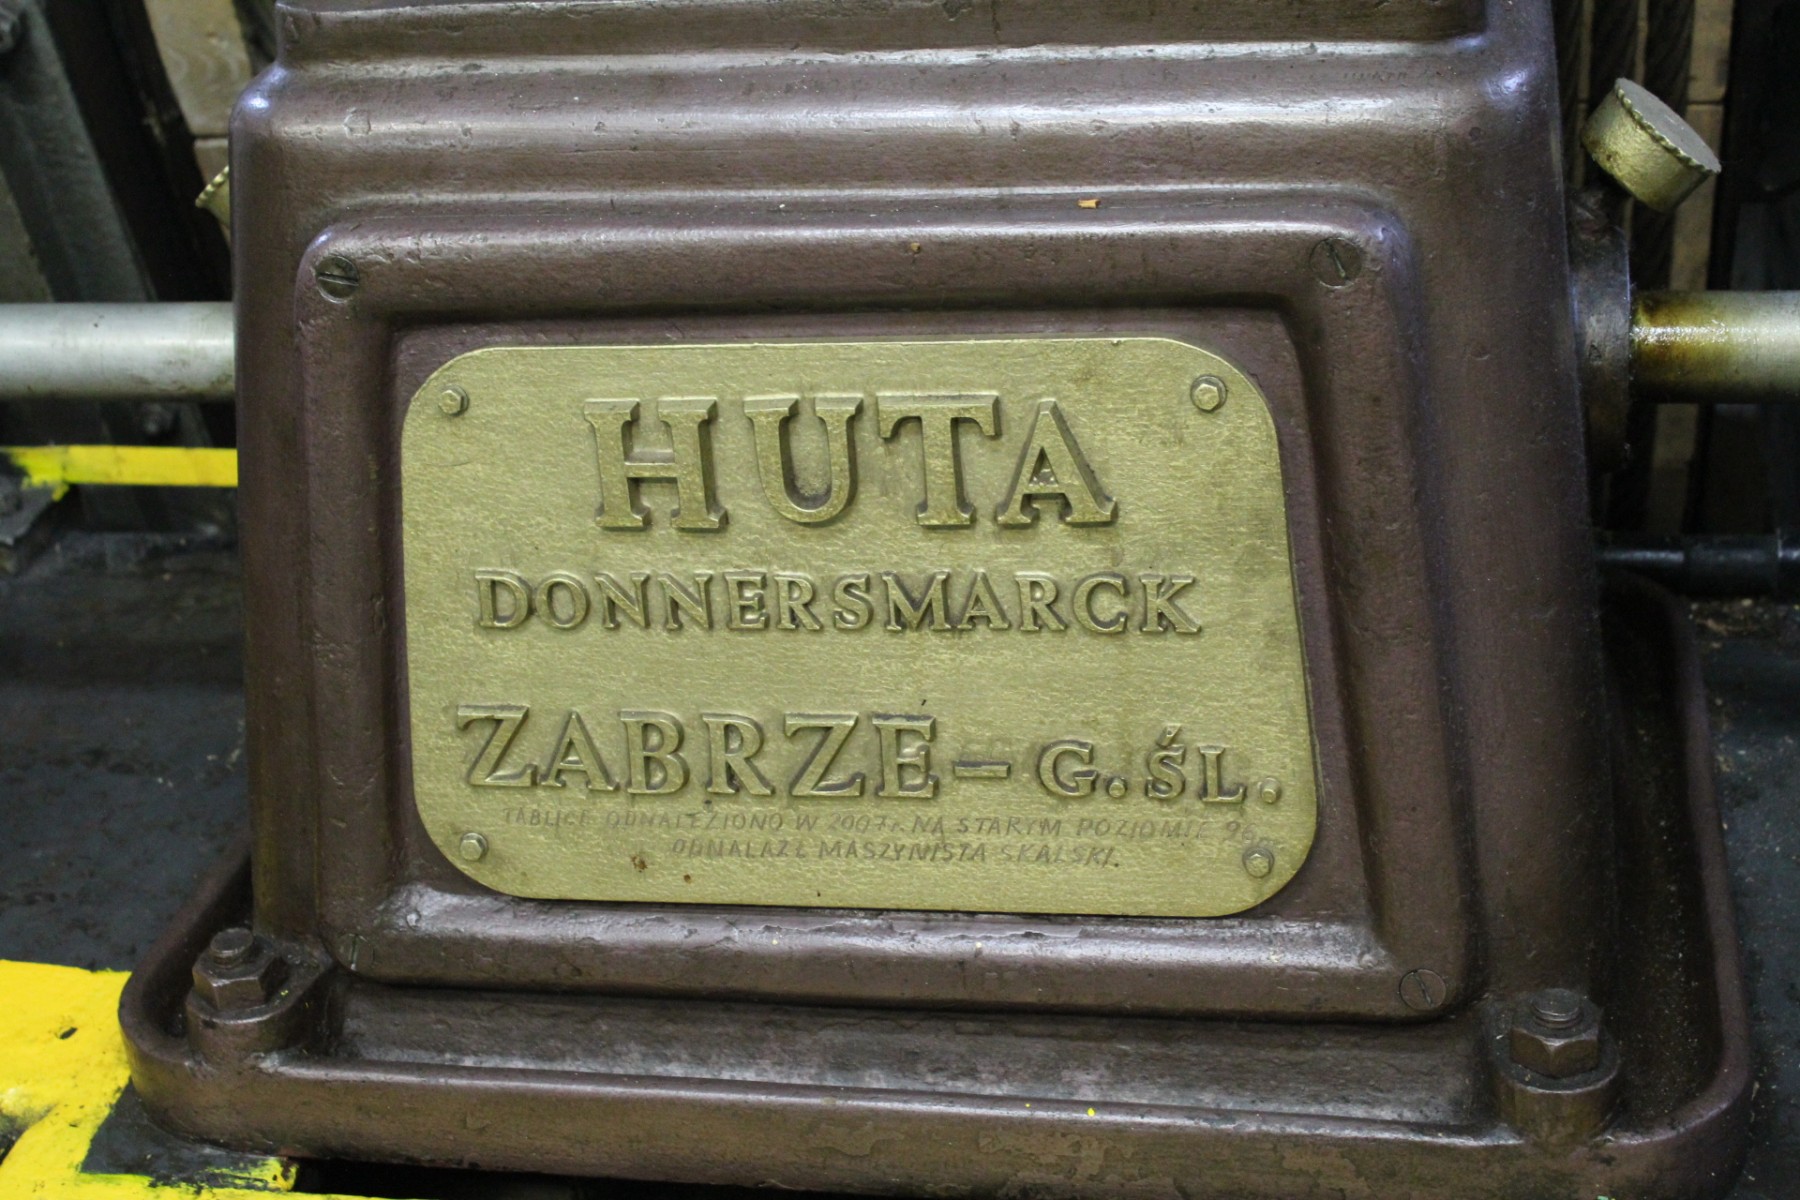 HUTA
DONNERSMARCK
ZABRZE – G. ŚL.
TABLICE ODNALEZIONO W 2007r. NA STARYM POZIOMIE
ODNALAZŁ MASZYNISTA SKALSKI.